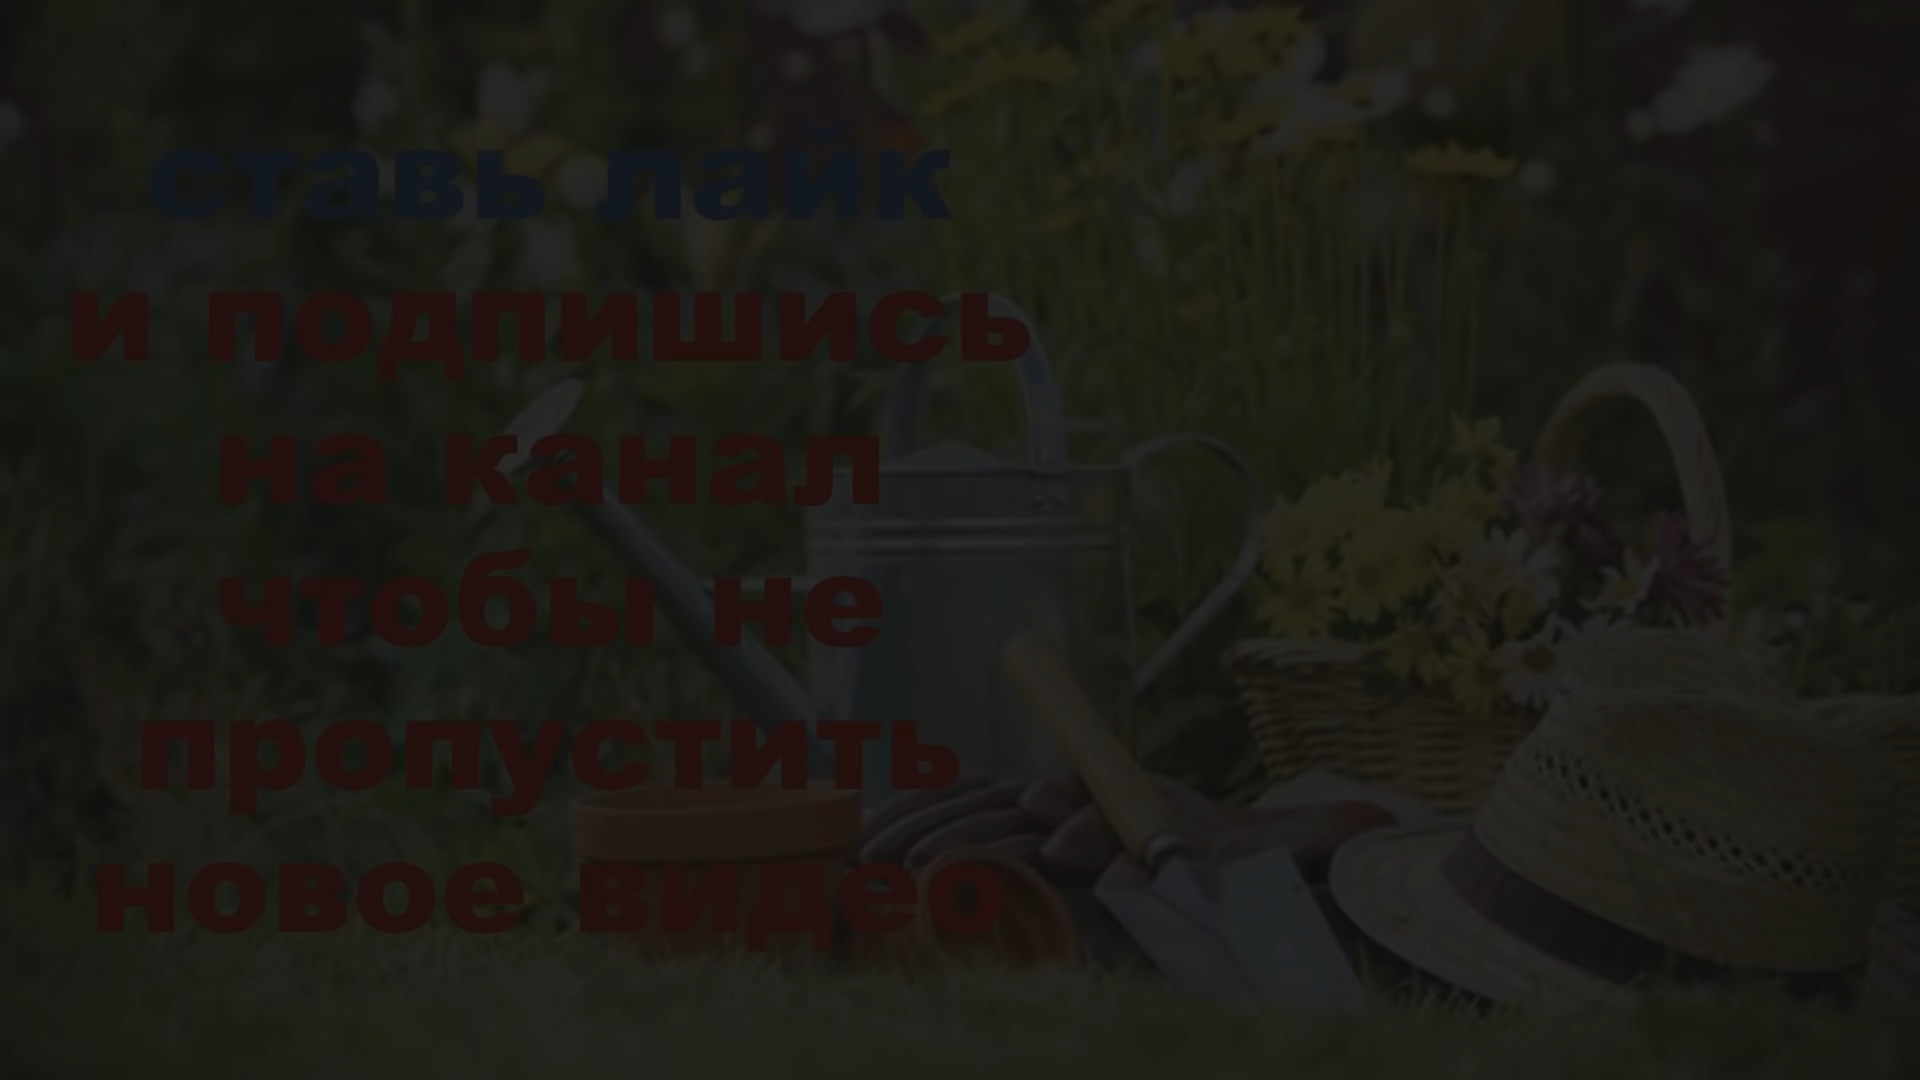 ставь лайк
и подпишись
на канал
чтобы не
пропустить
новое видео